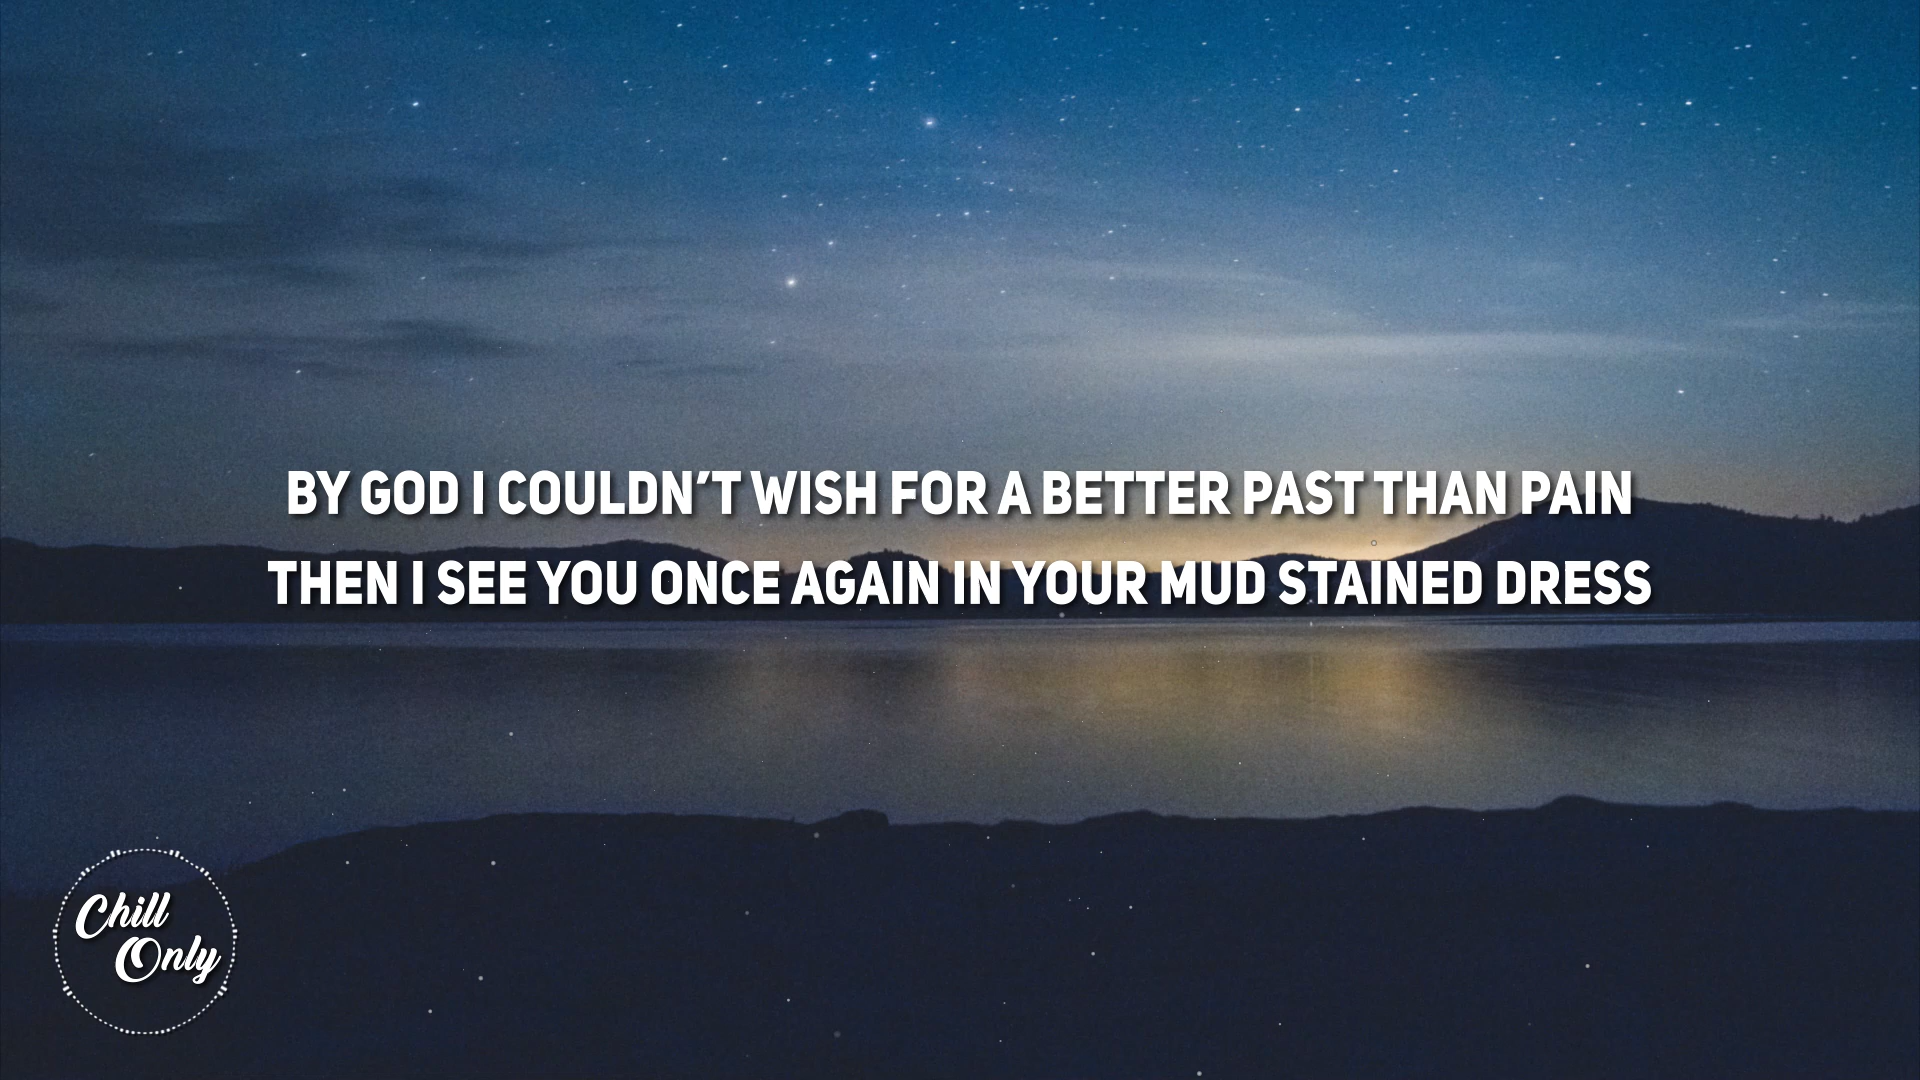 BY GOD I COULDN'T WISH FOR A BETTER PAST THAN PAIN
THEN I SEE YOU ONCE AGAIN IN YOUR MUD STAINED DRESS
Chill
Only